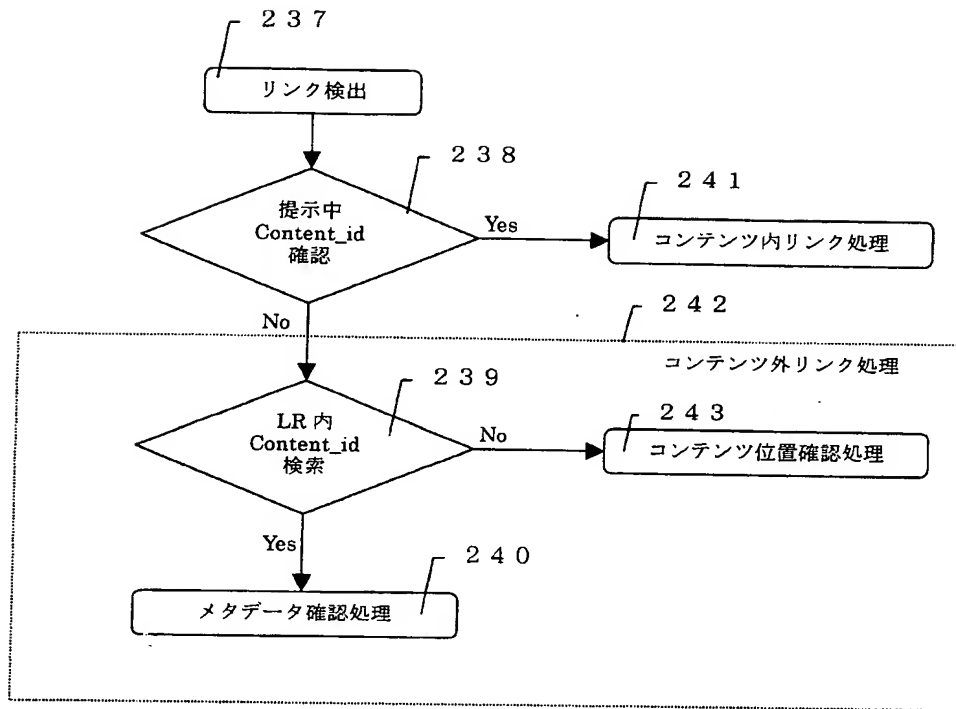 ２３７
リンク検出
２３８
提示中
Content_id
確認
Yes
２４１
コンテンツ内リンク処理
No
２４２
コンテンツ外リンク処理
２３９
LR 内
Content_id
検索
No
２４３
コンテンツ位置確認処理
Yes
２４０
メタデータ確認処理